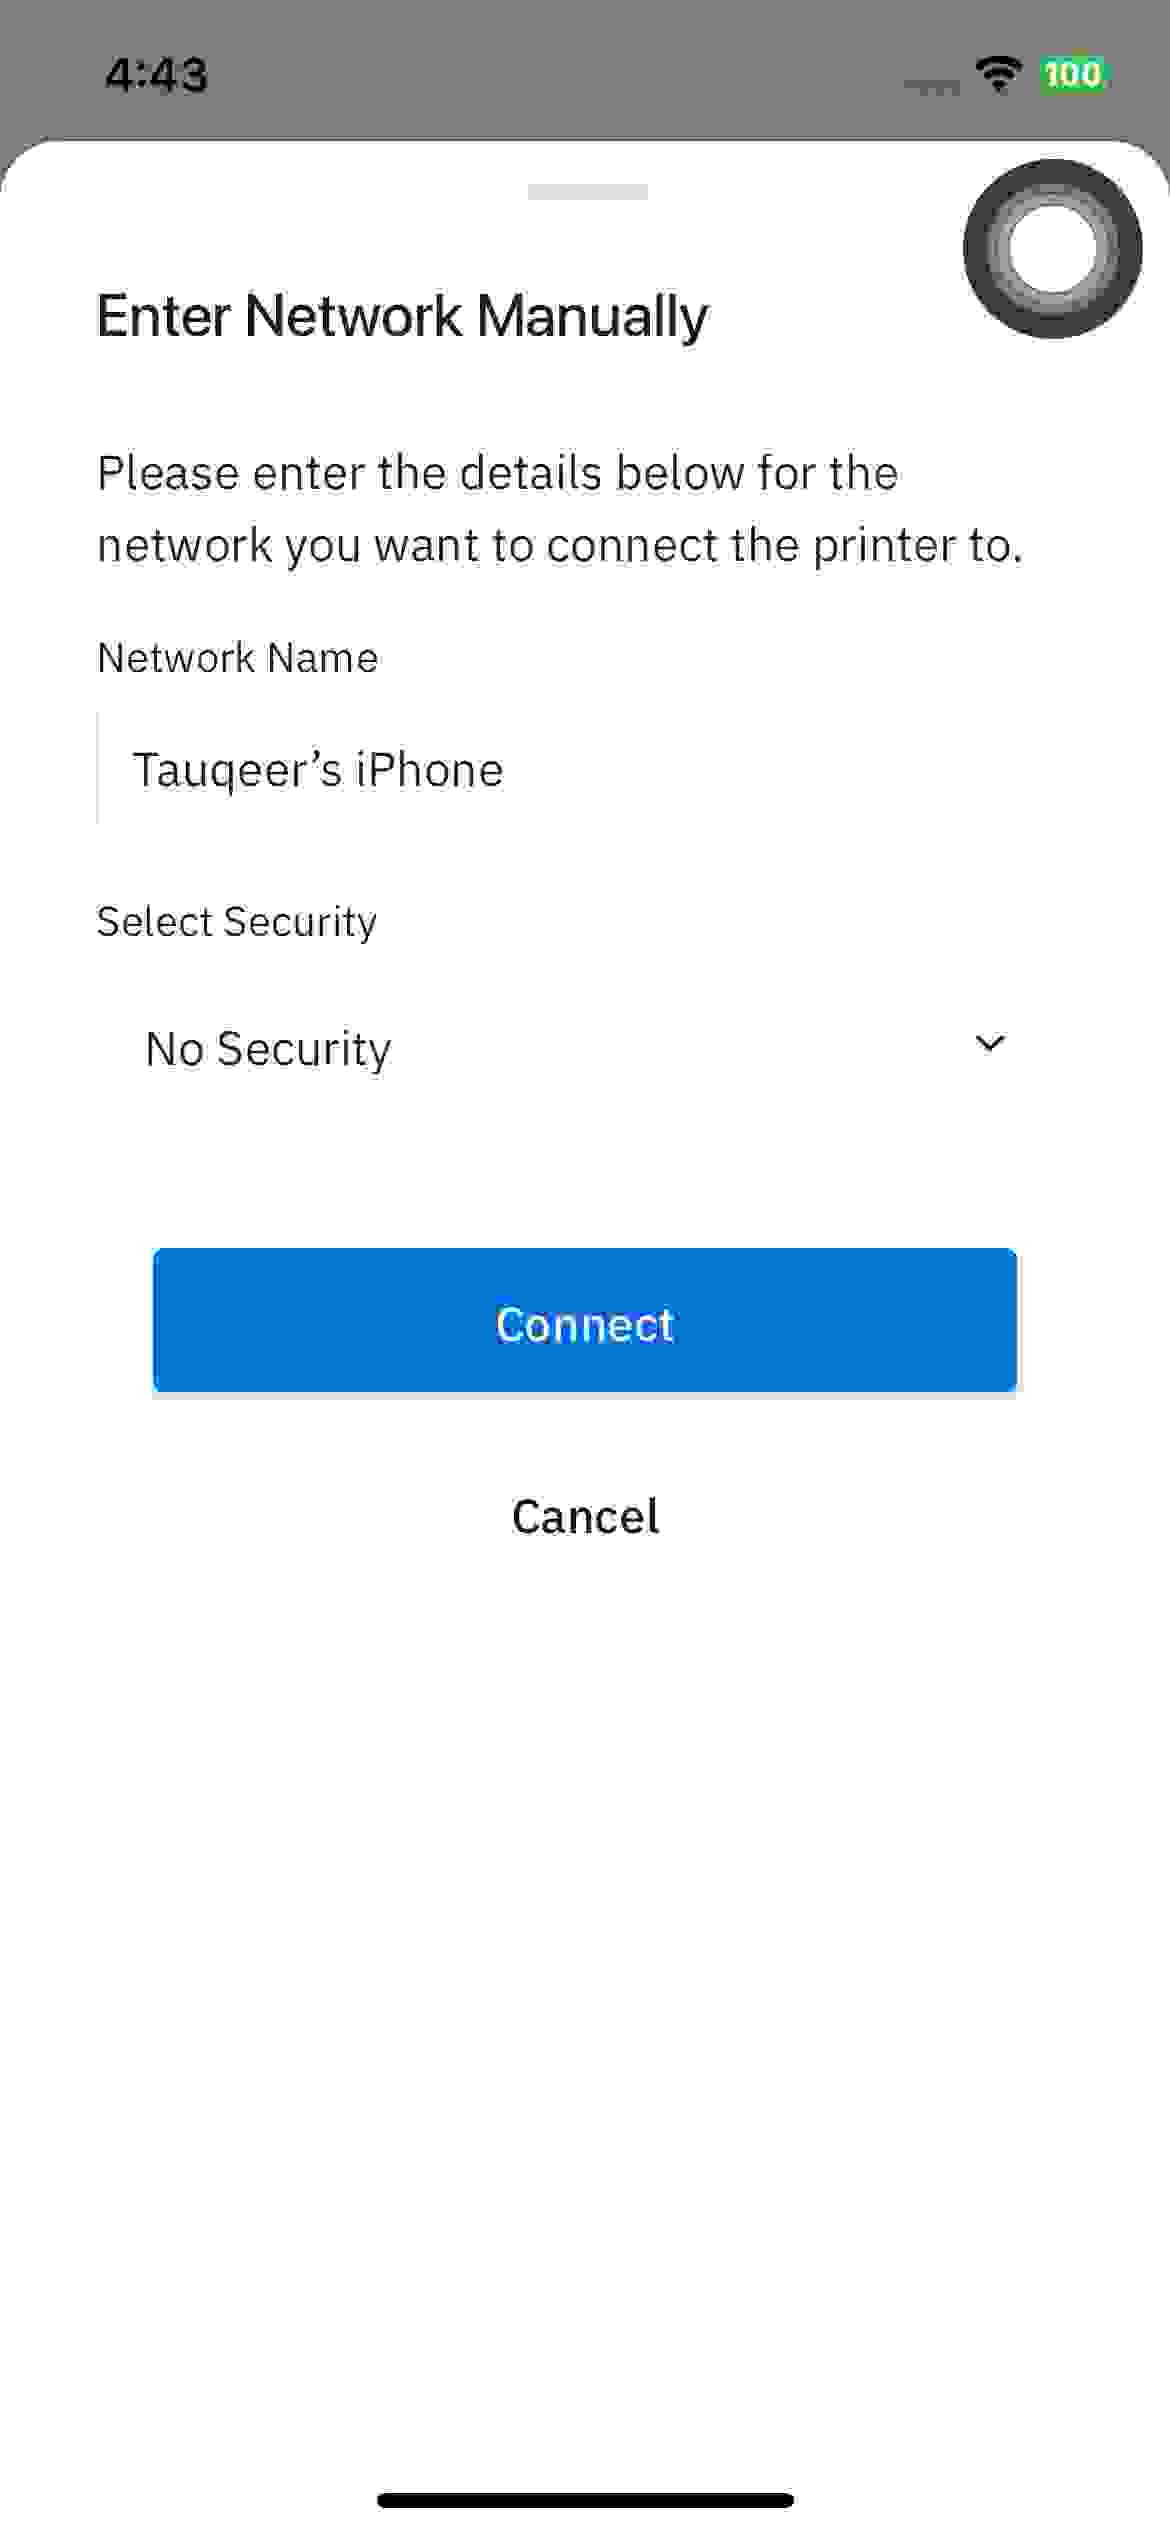 4:43
100
Enter Network Manually
Please enter the details below for the
network you want to connect the printer to.
Network Name
Tauqeer’s iPhone
Select Security
No Security
Connect
Cancel